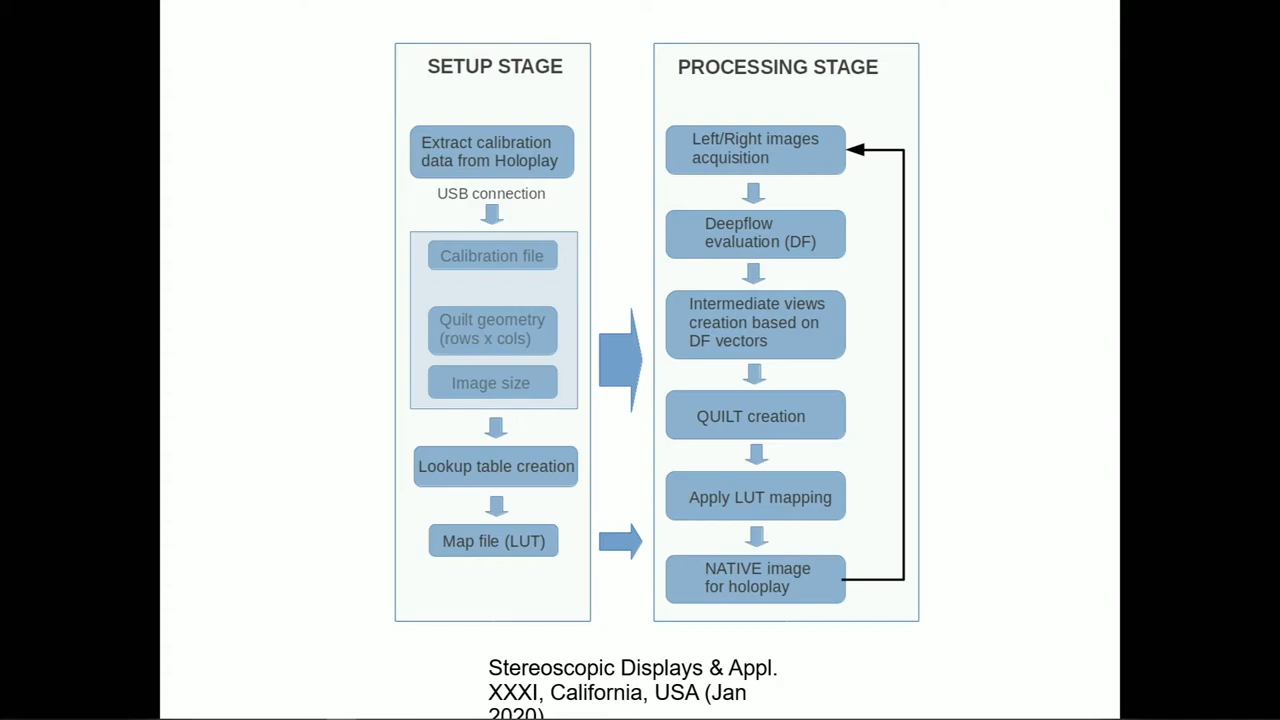 SETUP STAGE
Extract calibration
data from Holoplay
USB connection
Calibration file
Quilt geometry
(rows x cols)
Image size
Lookup table creation
Map file (LUT)
PROCESSING STAGE
Left/Right images
acquisition
Deepflow
evaluation (DF)
Intermediate views
creation based on
DF vectors
QUILT creation
Apply LUT mapping
NATIVE image
for holoplay
Stereoscopic Displays & Appl.
XXXI, California, USA (Jan
2020)